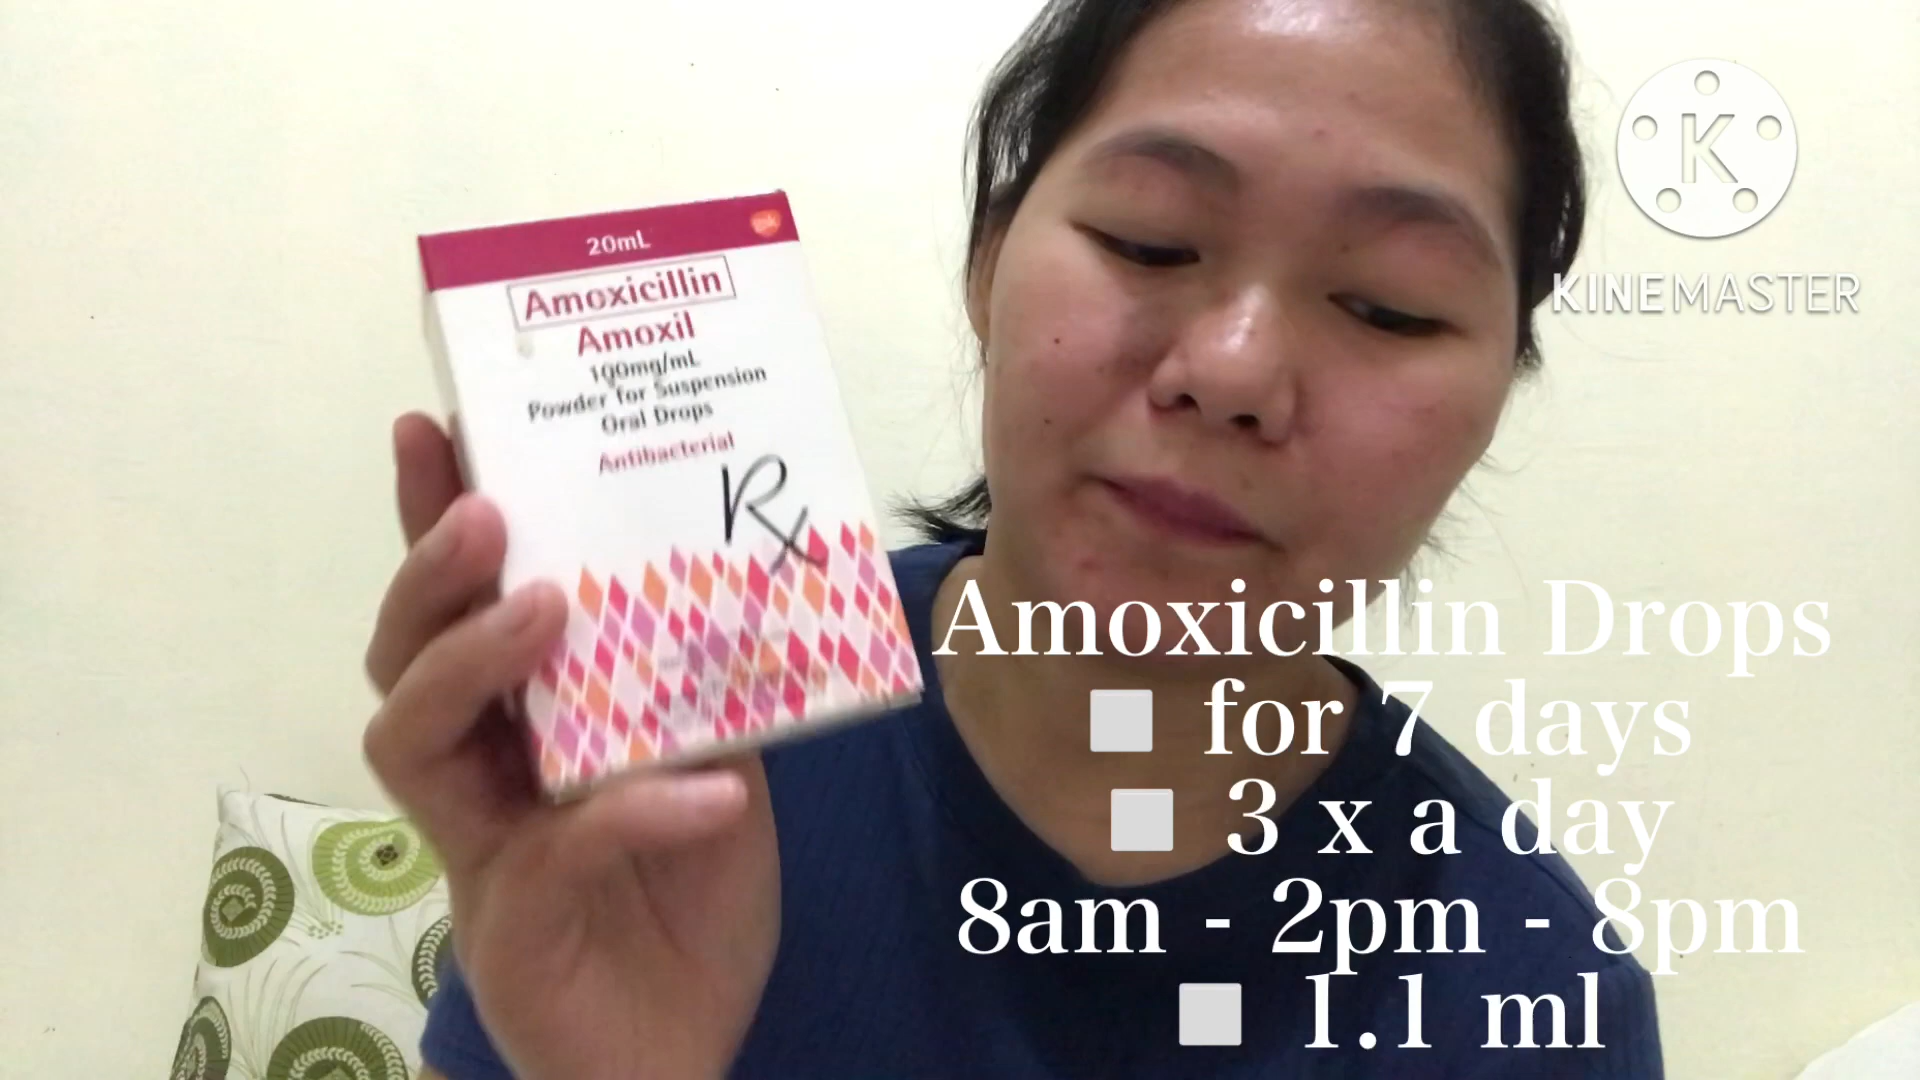 20mL
gsk
Amoxicillin
Amoxil
100mg/mL
Powder for Suspension
Oral Drops
Antibacterial
Rx
K
KINEMASTER
Amoxicillin Drops
for 7 days
3 x a day
8am - 2pm - 8pm
1.1 ml